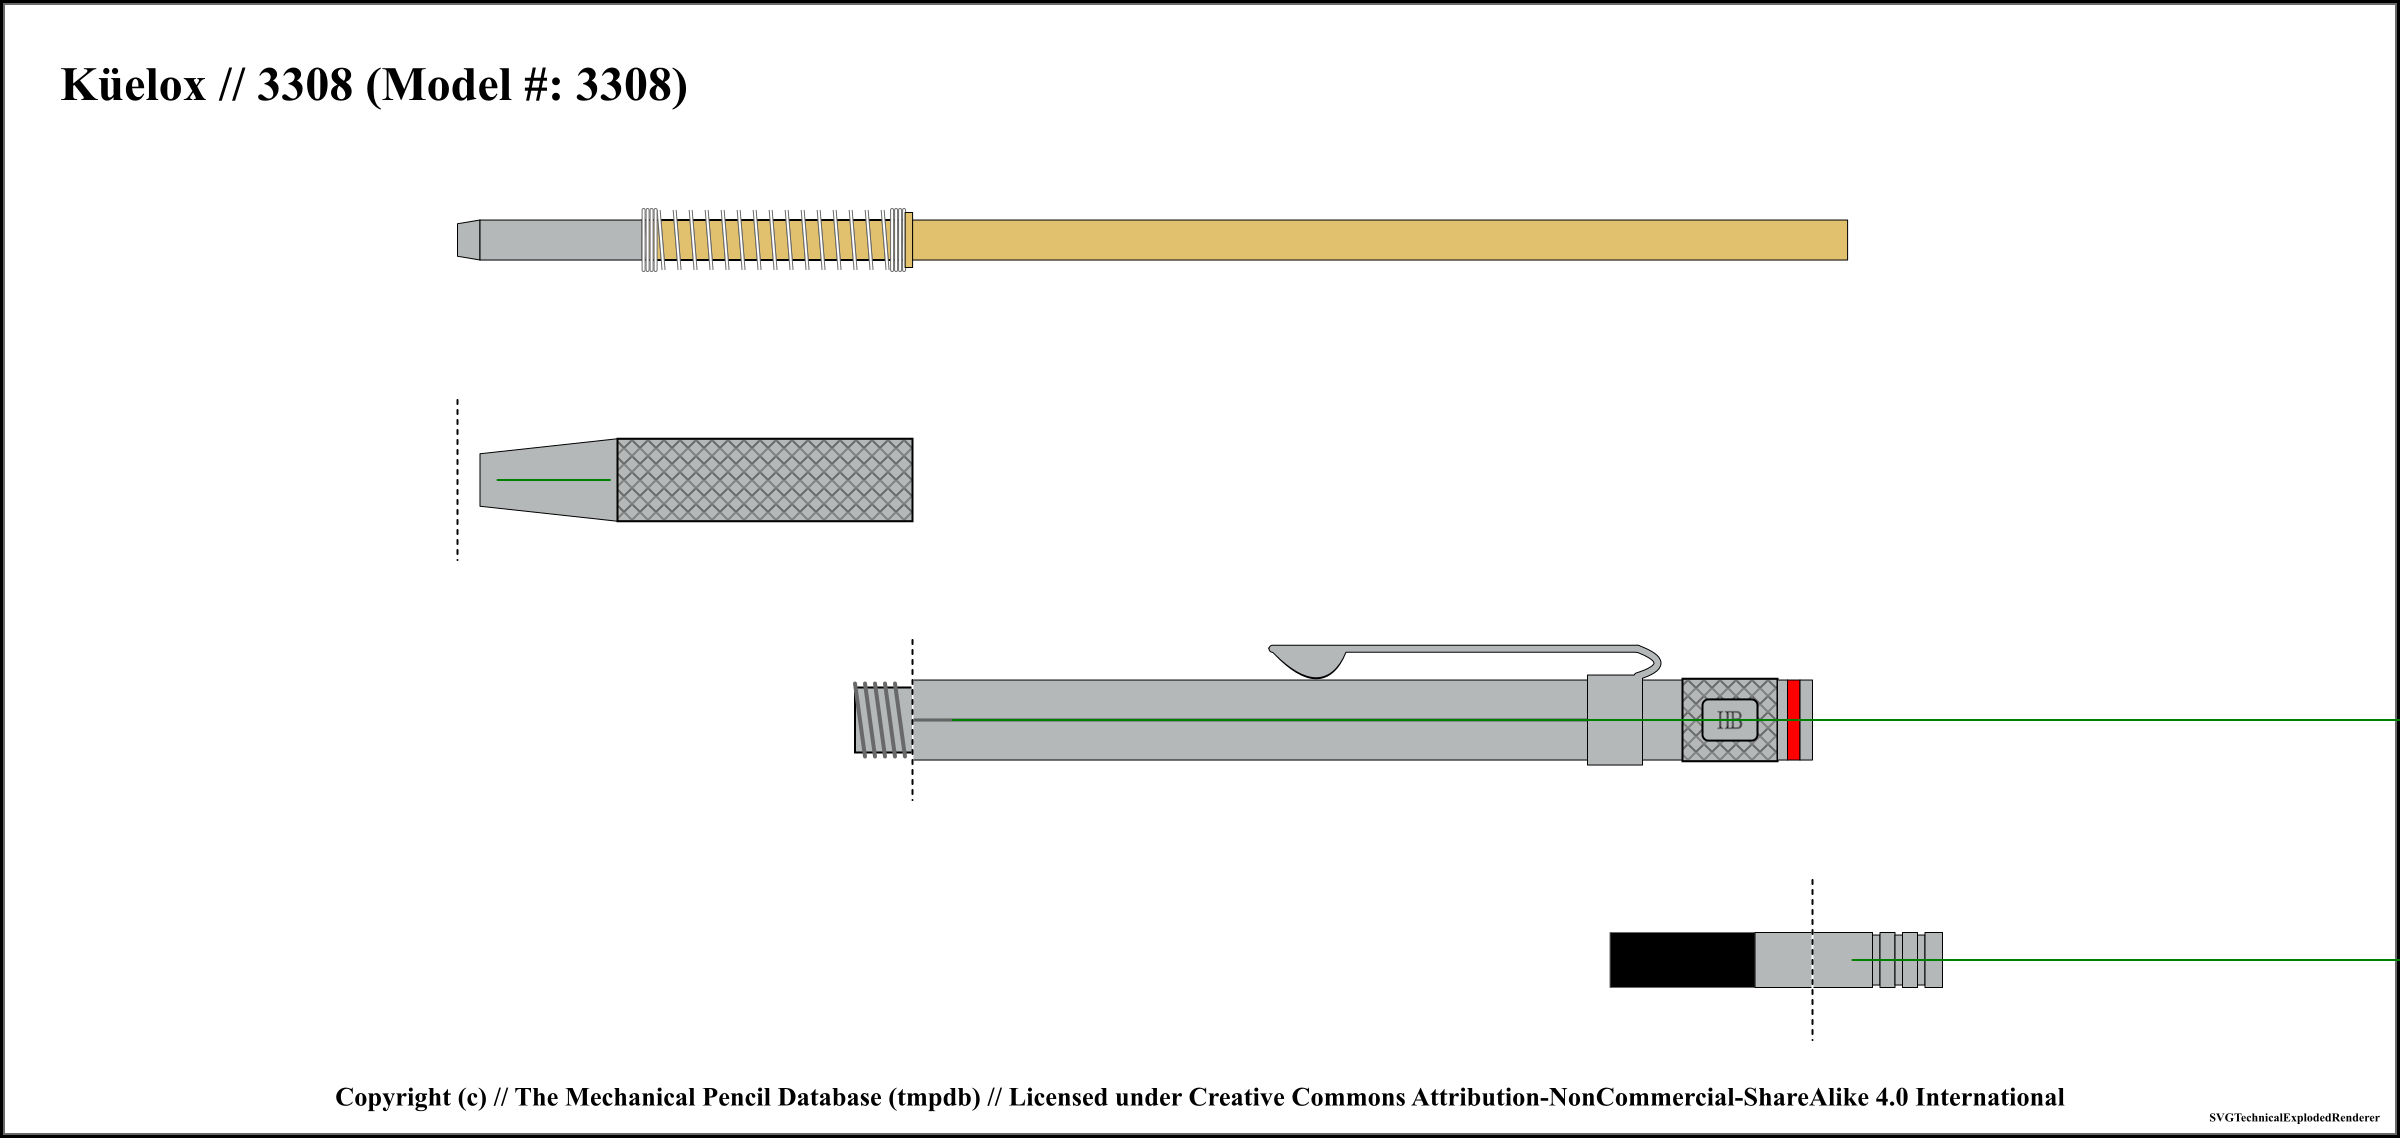 Küelox // 3308 (Model #: 3308)
HB
Copyright (c) // The Mechanical Pencil Database (tmpdb) // Licensed under Creative Commons Attribution-NonCommercial-ShareAlike 4.0 International
SVGTechnicalExplodedRenderer